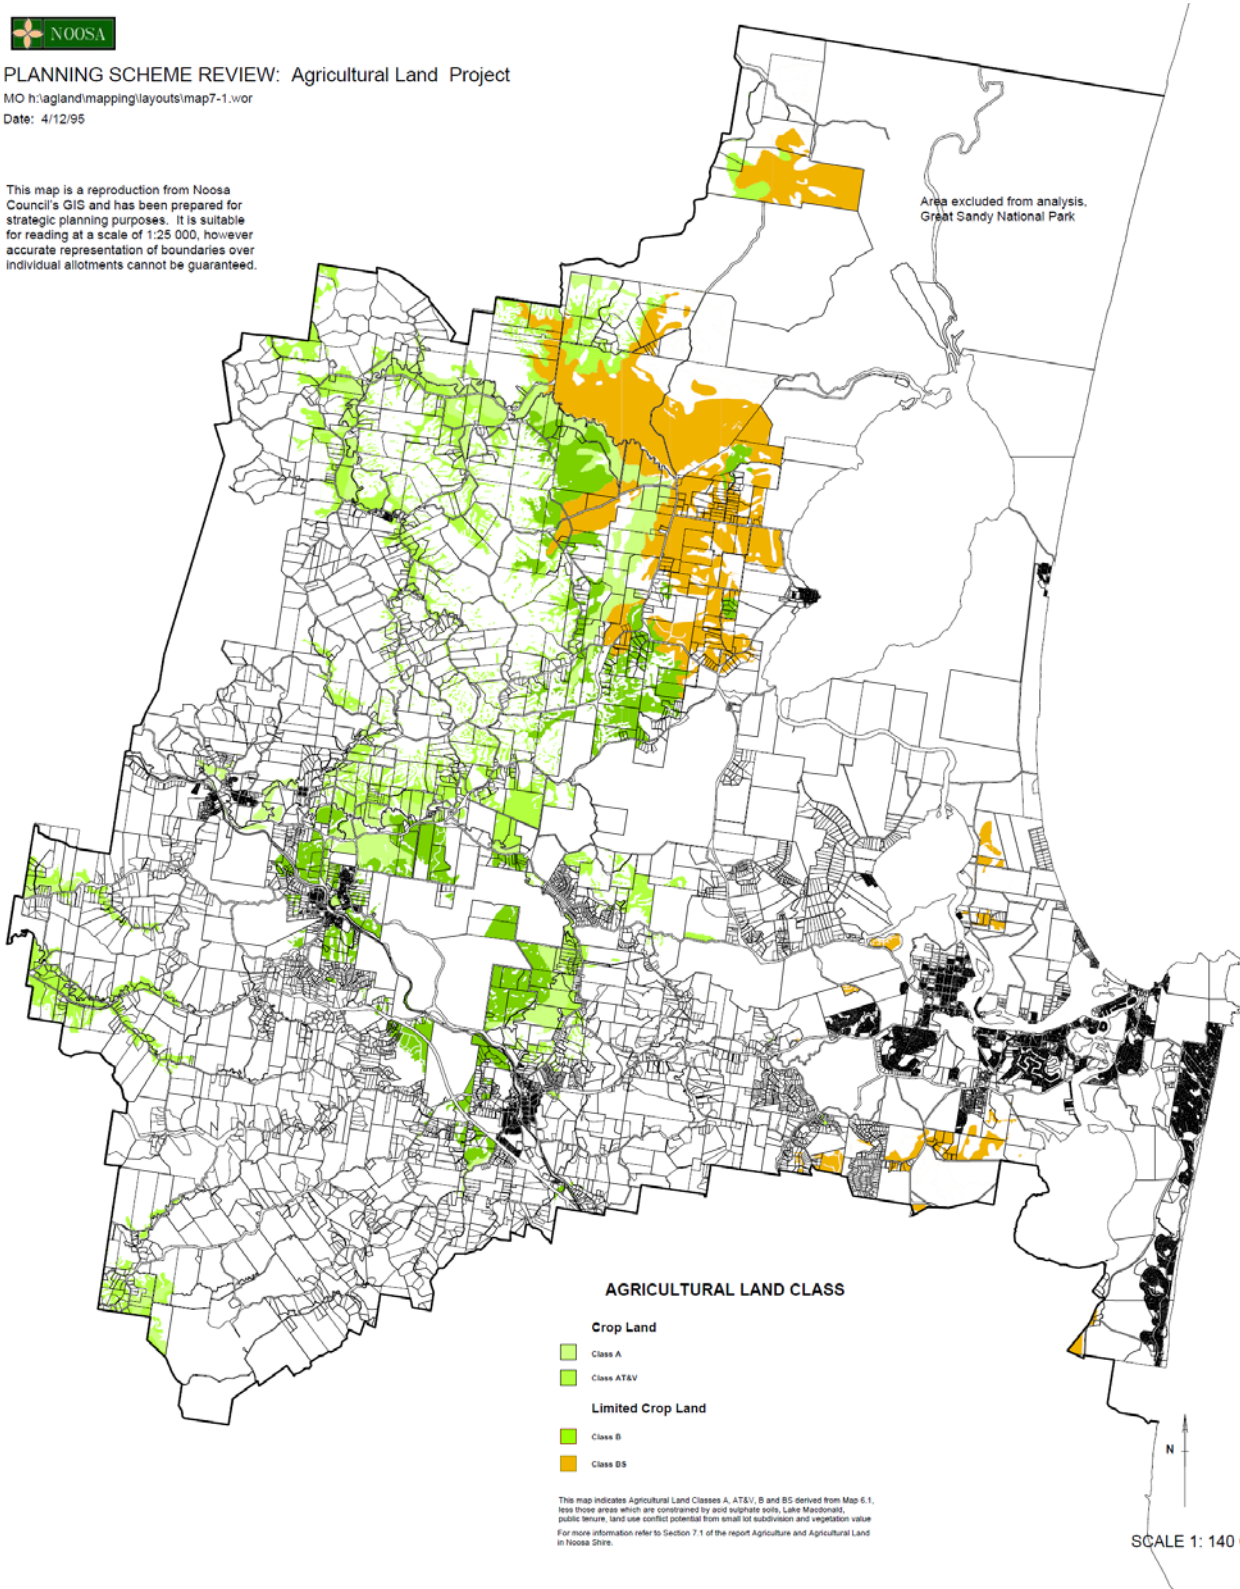 NOOSA
PLANNING SCHEME REVIEW: Agricultural Land Project
MO h:\agland\mapping\layouts\map7-1.wor
Date: 4/12/95
This map is a reproduction from Noosa
Council's GIS and has been prepared for
strategic planning purposes. It is suitable
for reading at a scale of 1:25 000, however
accurate representation of boundaries over
individual allotments cannot be guaranteed.
Area excluded from analysis,
Great Sandy National Park
AGRICULTURAL LAND CLASS
Crop Land
Class A
Class AT&V
Limited Crop Land
Class B
Class BS
This map indicates Agricultural Land Classes A, AT&V, B and BS derived from Map 6.1,
less those areas which are constrained by acid sulphate soils, Lake Macdonald,
public tenure, land use conflict potential from small lot subdivision and vegetation value
For more information refer to Section 7.1 of the report Agriculture and Agricultural Land
in Noosa Shire.
N
SCALE 1: 140